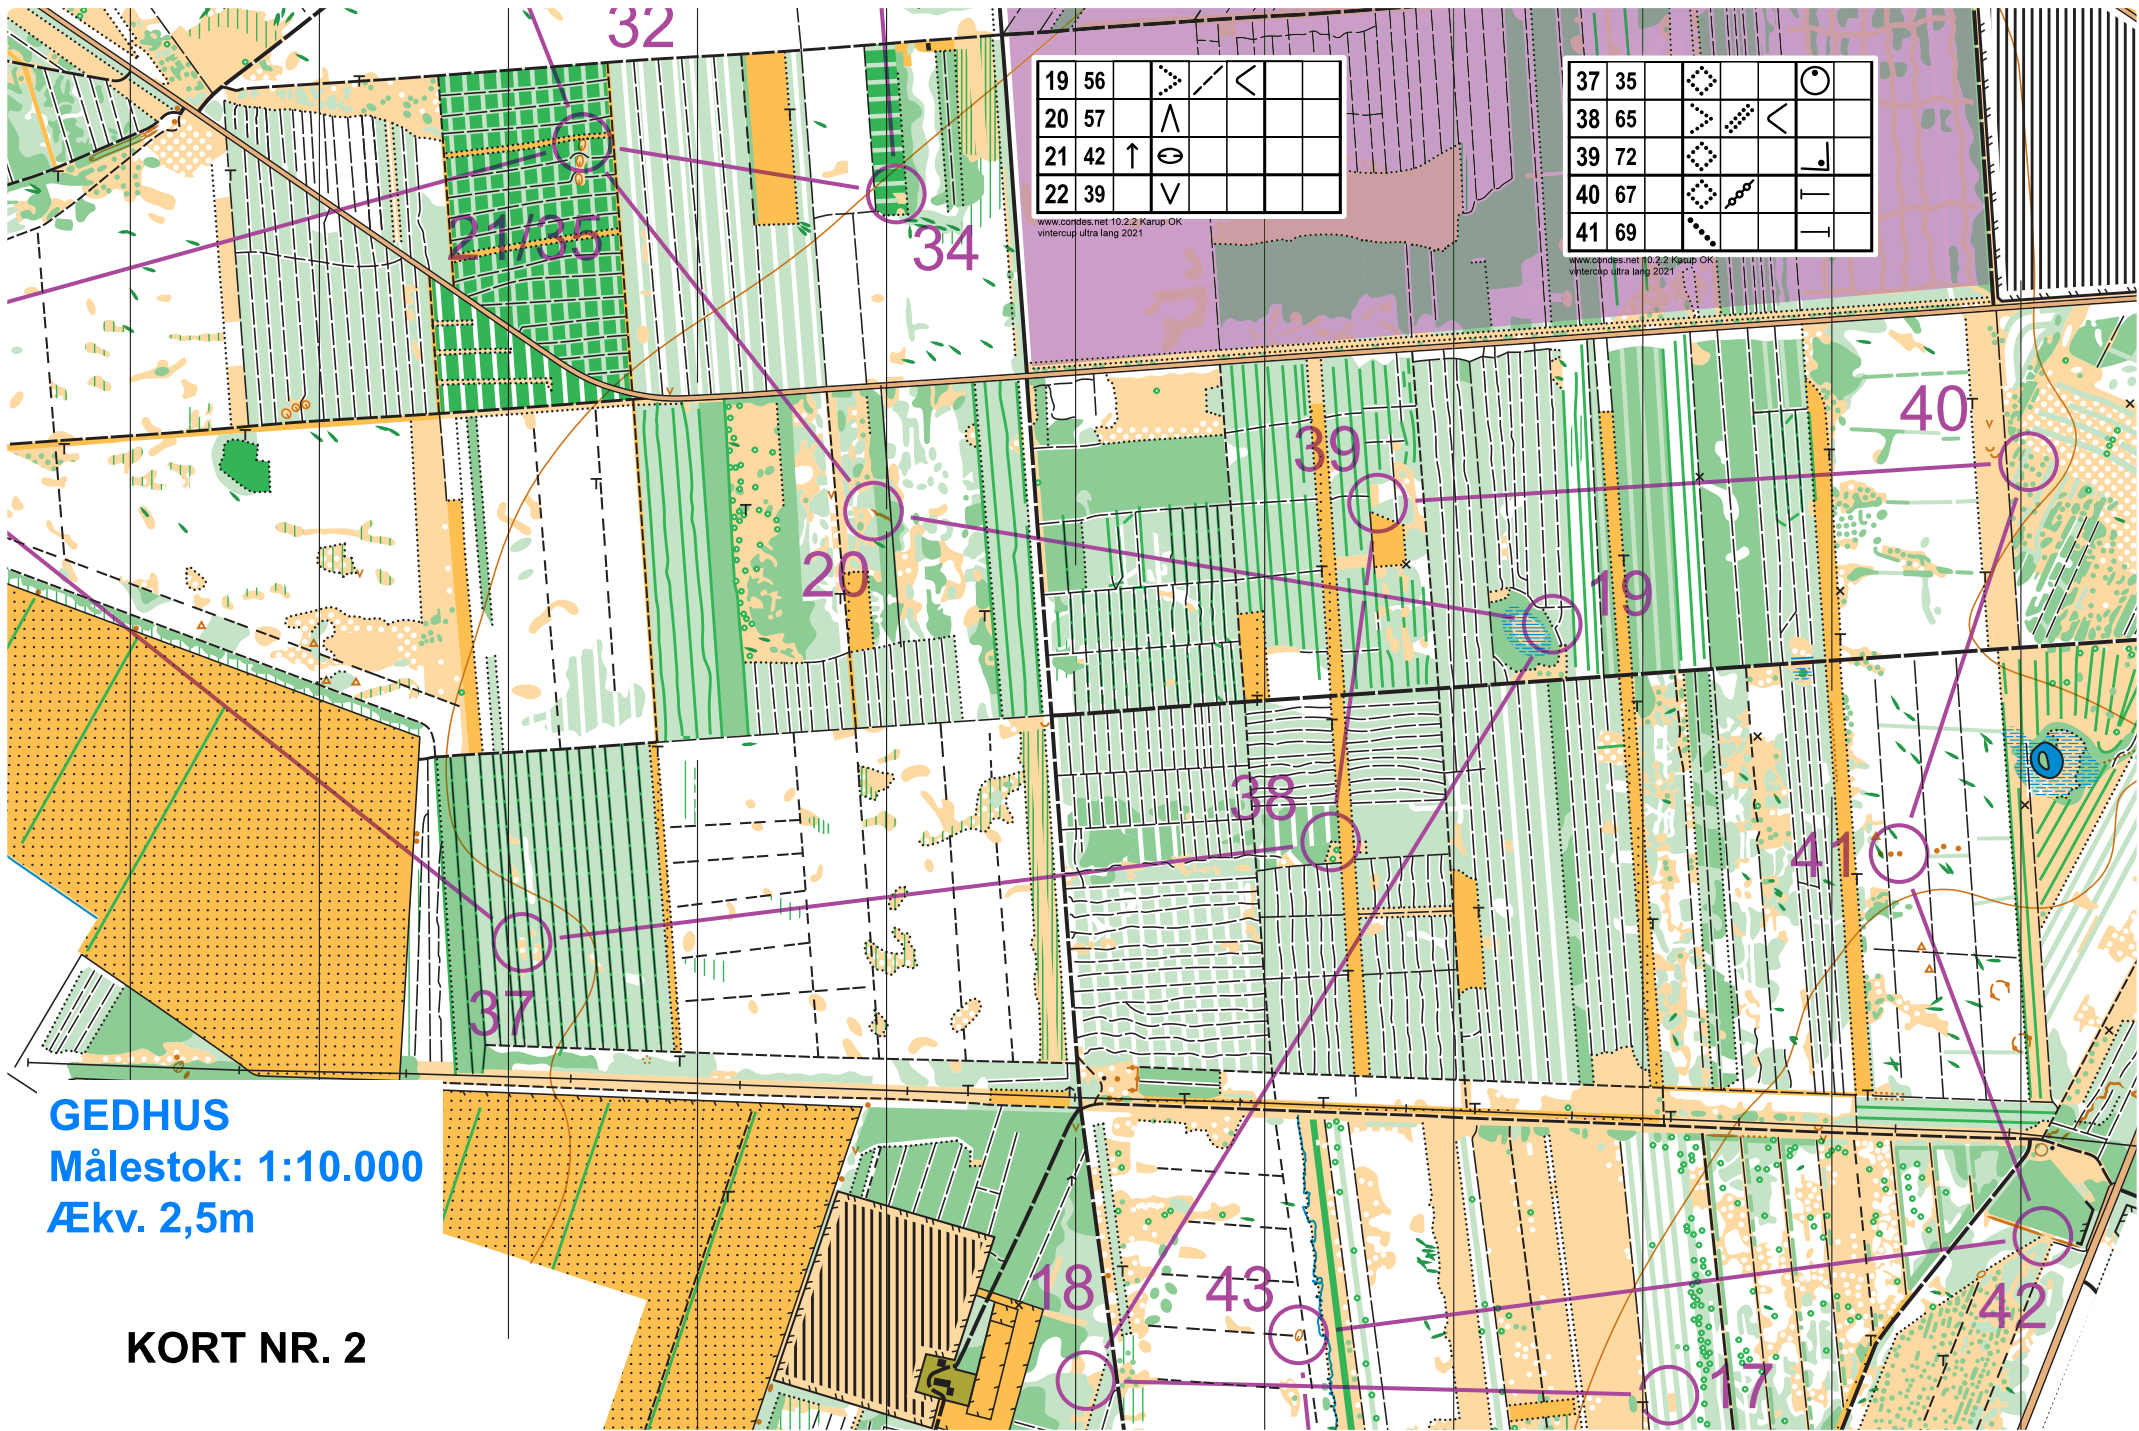 32
19 56
20 57
21 42
22 39
www.condes.net 10.2.2 Karup OK
vintercup ultra lang 2021
37 35
38 65
39 72
40 67
41 69
www.condes.net 10.2.2 Karup OK
vintercup ultra lang 2021
21/35
34
40
39
20
19
38
41
37
GEDHUS
Målestok: 1:10.000
Ækv. 2,5m
18
43
42
KORT NR. 2
17